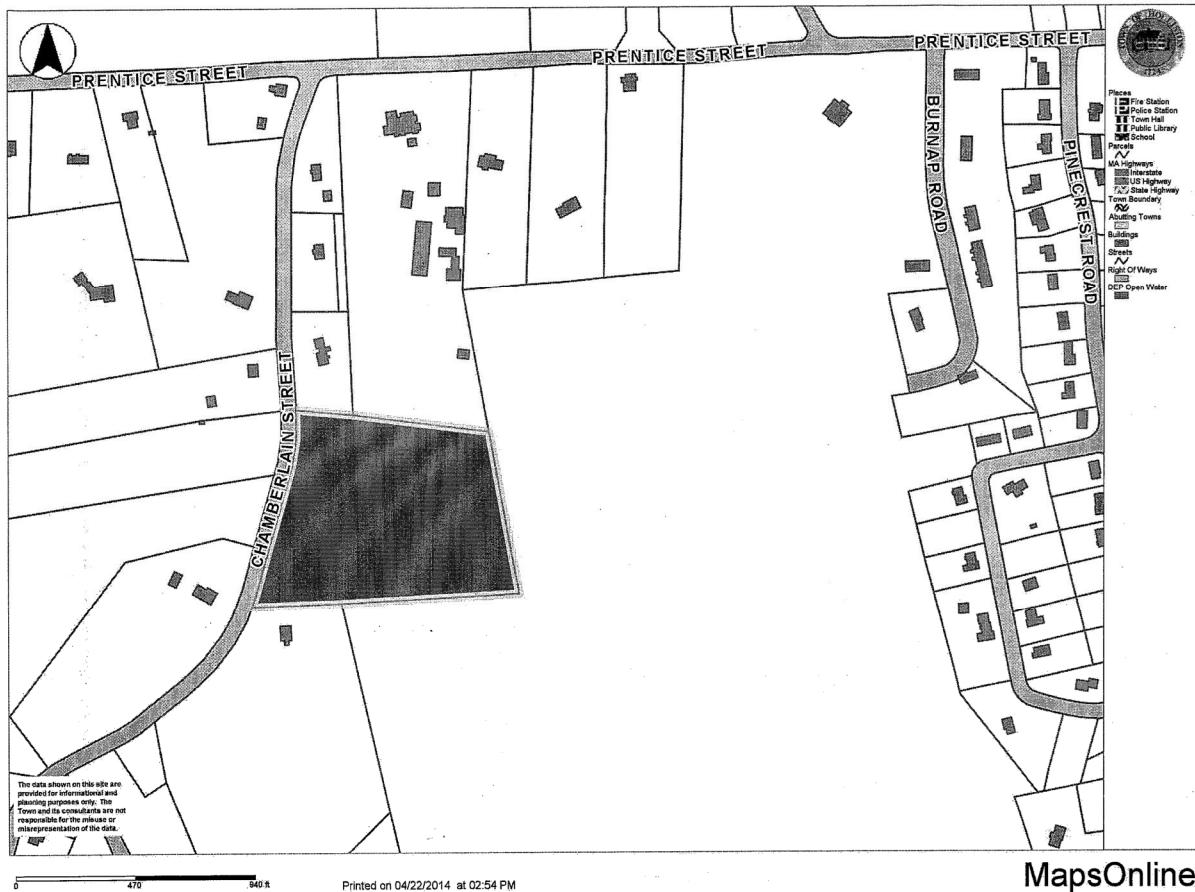 PRENTICE STREET
PRENTICE STREET
PRENTICE STREET
BURNAP ROAD
PINECREST ROAD
CHAMBERLAIN STREET
Places
Fire Station
Police Station
Town Hall
Public Library
School
Parcels
MA Highways
Interstate
US Highway
State Highway
Town Boundary
Abutting Towns
Buildings
Streets
Right Of Ways
DEP Open Water
The data shown on this site are
provided for informational and
planning purposes only. The
Town and its consultants are not
responsible for the misuse or
misrepresentation of the data.
0 470 940 ft
Printed on 04/22/2014 at 02:54 PM
MapsOnline